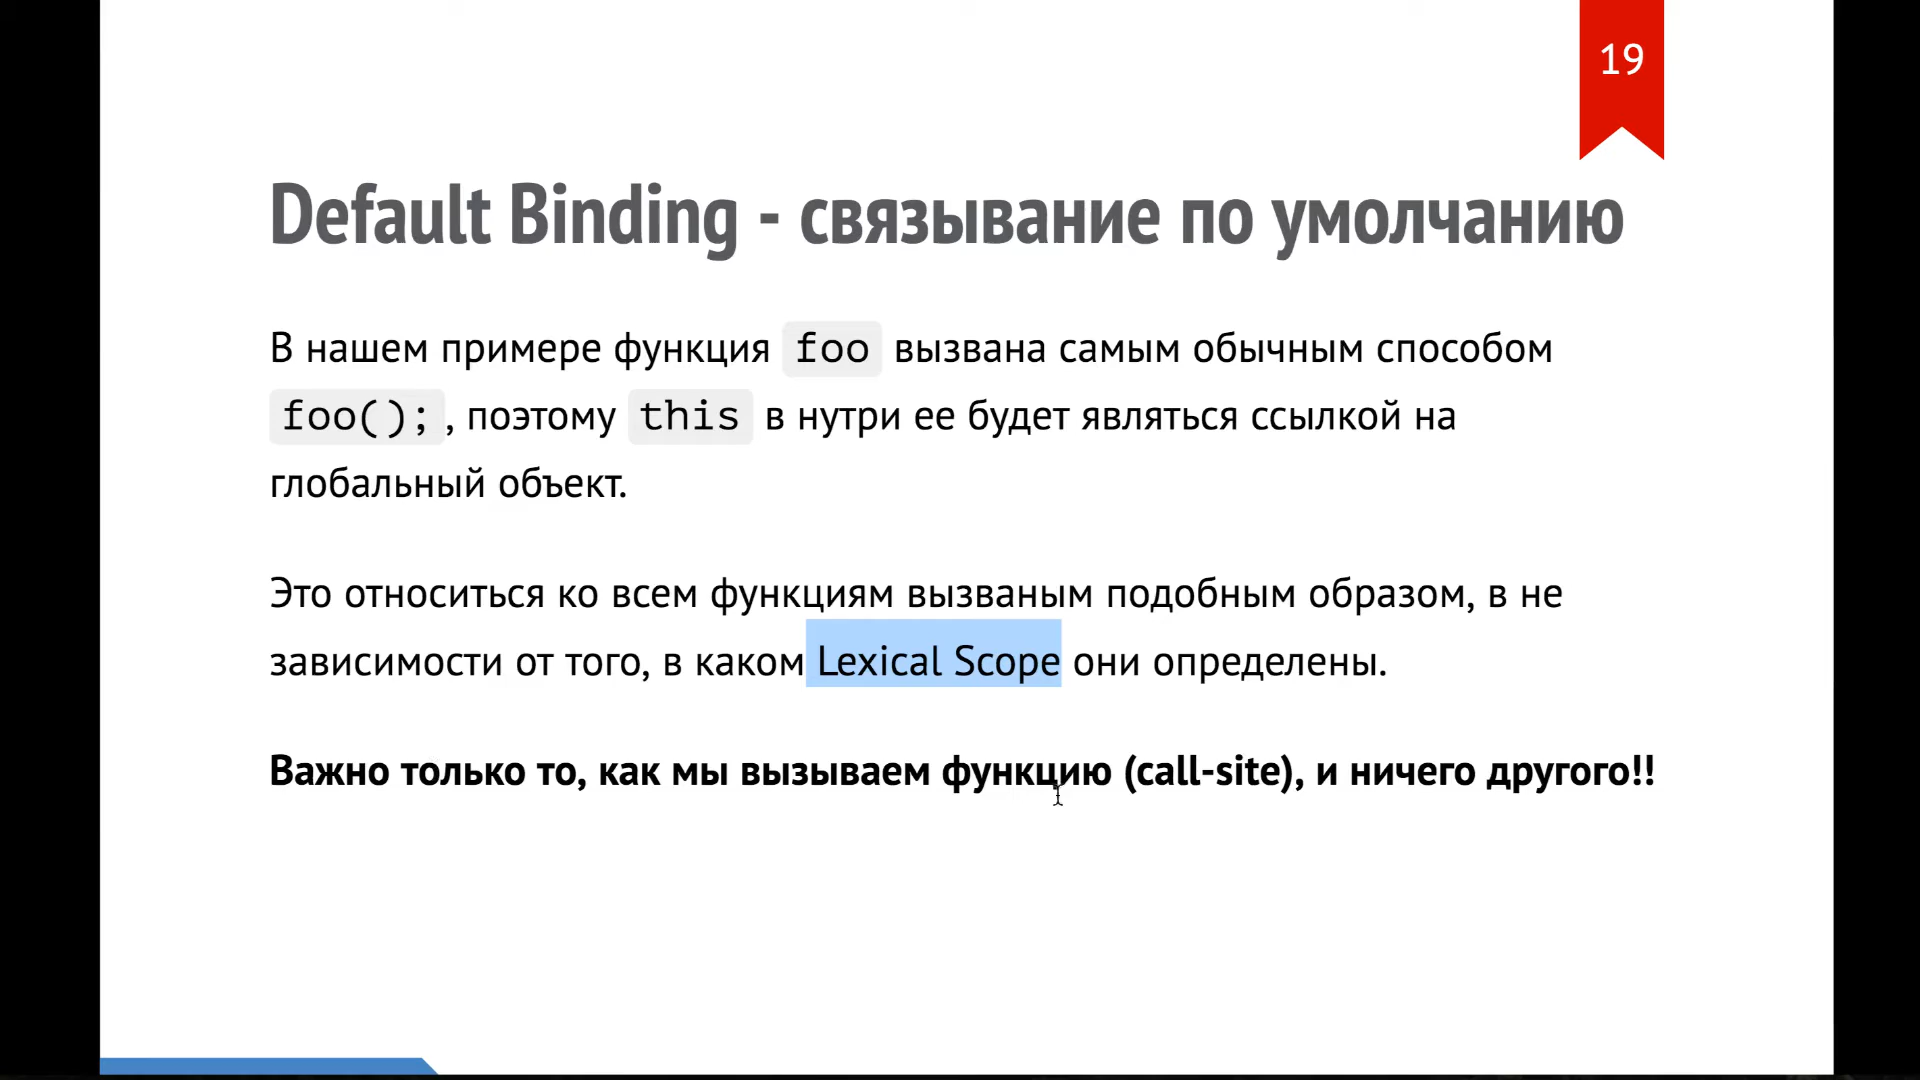 19
Default Binding - связывание по умолчанию
В нашем примере функция foo вызвана самым обычным способом
foo(); , поэтому this в нутри ее будет являться ссылкой на
глобальный объект.
Это относиться ко всем функциям вызваным подобным образом, в не
зависимости от того, в каком Lexical Scope они определены.
Важно только то, как мы вызываем функцию (call-site), и ничего другого!!